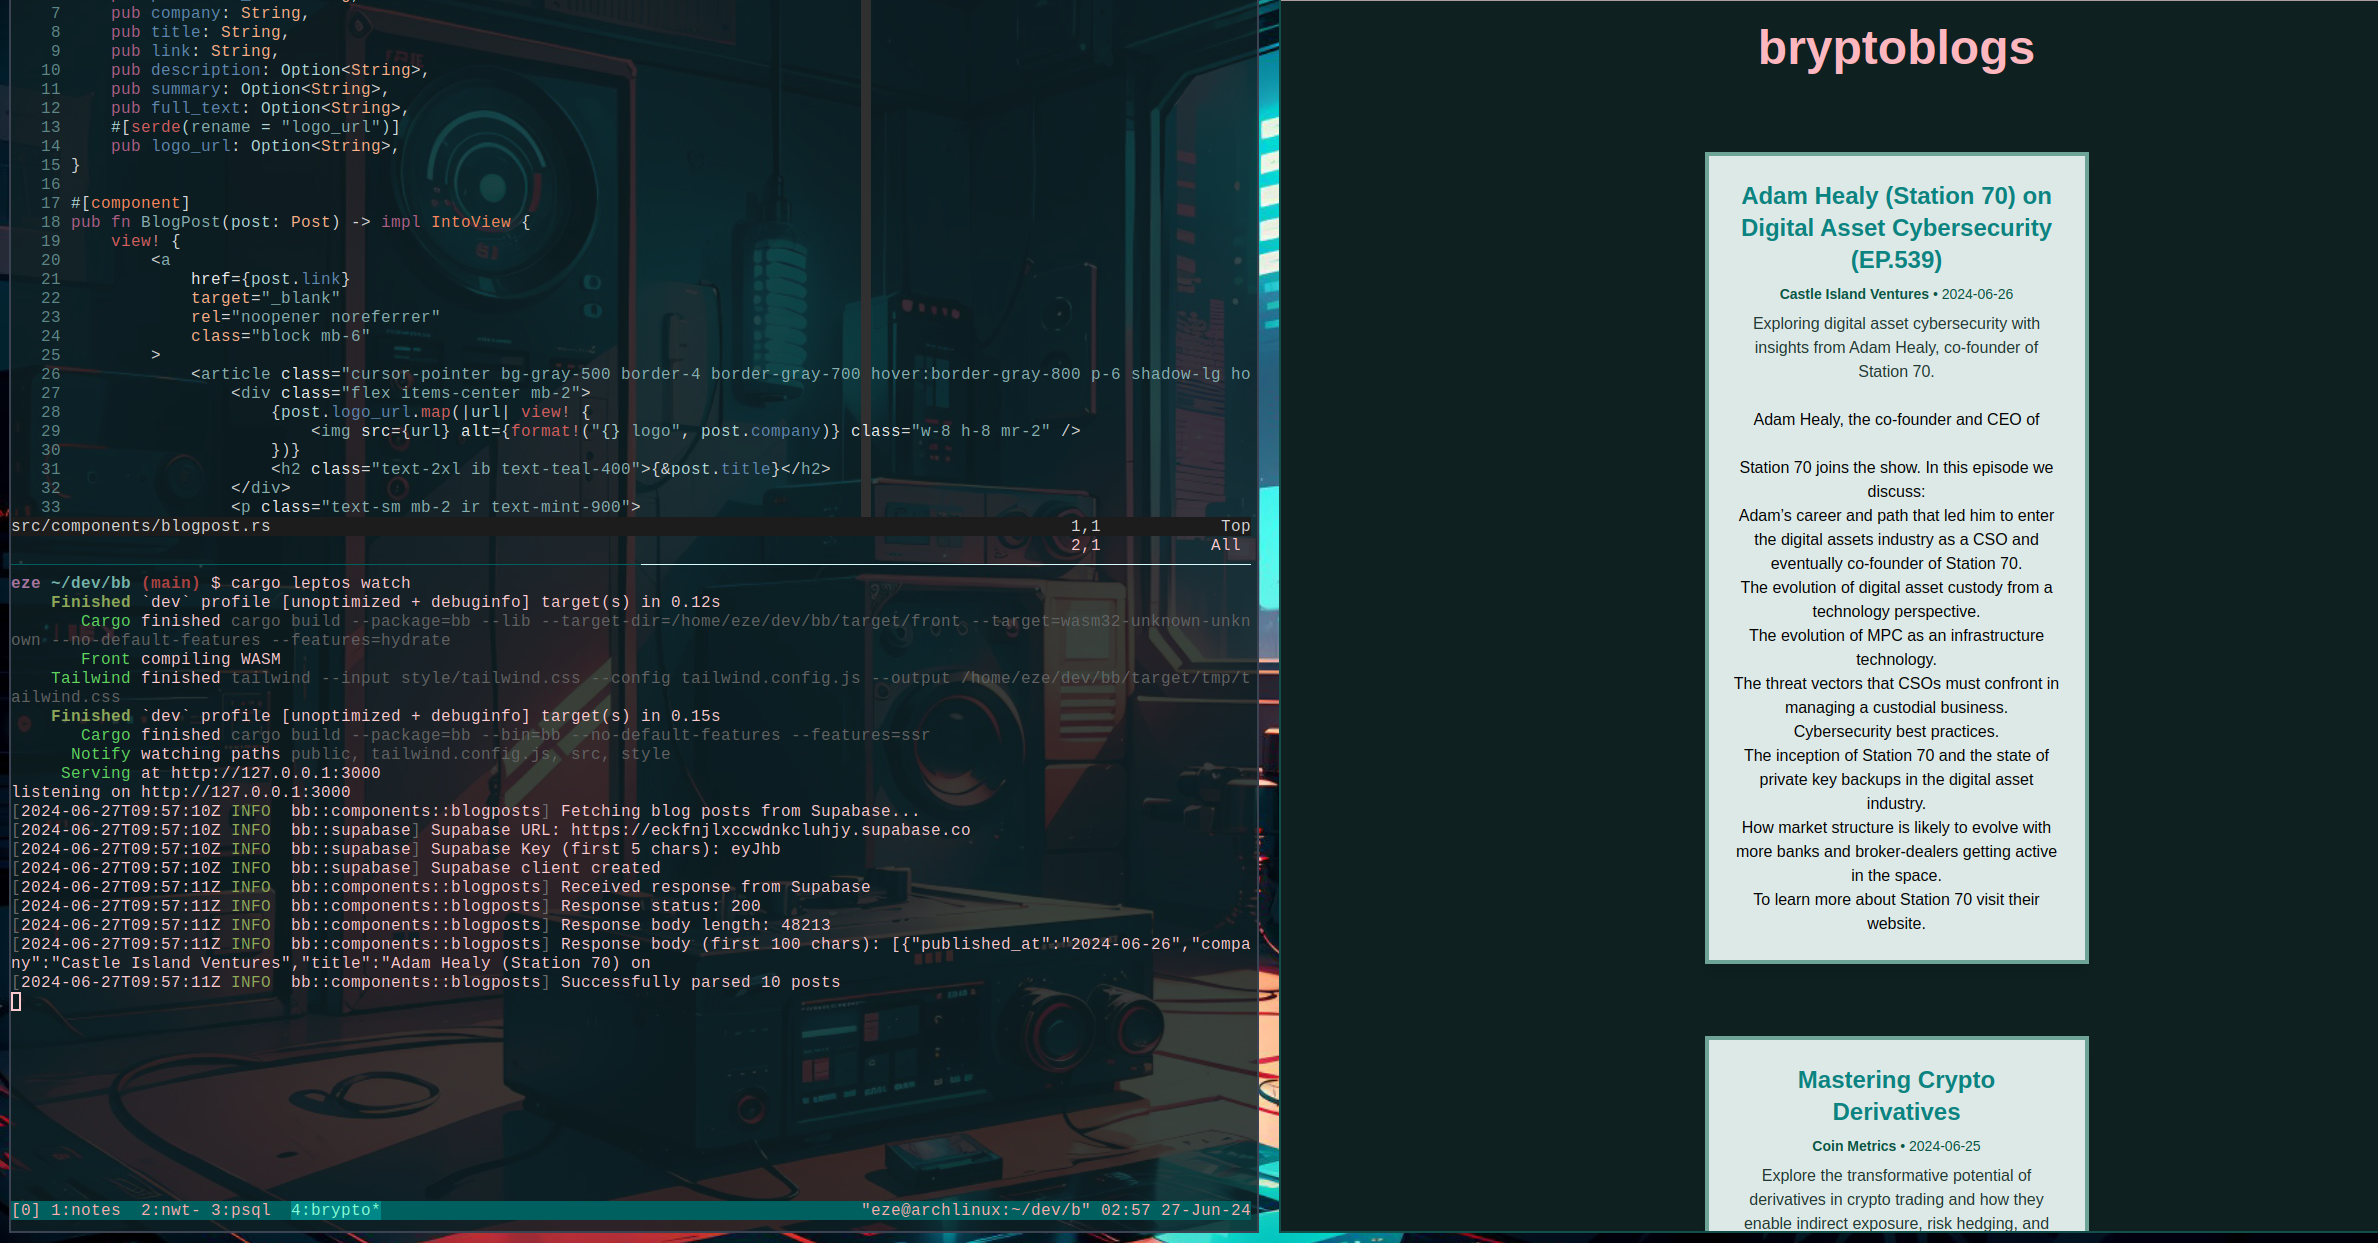 7     pub company: String,
8     pub title: String,
9     pub link: String,
10     pub description: Option<String>,
11     pub summary: Option<String>,
12     pub full_text: Option<String>,
13     #[serde(rename = "logo_url")]
14     pub logo_url: Option<String>,
15 }
16
17 #[component]
18 pub fn BlogPost(post: Post) -> impl IntoView {
19     view! {
20         <a
21             href={post.link}
22             target="_blank"
23             rel="noopener noreferrer"
24             class="block mb-6"
25         >
26             <article class="cursor-pointer bg-gray-500 border-4 border-gray-700 hover:border-gray-800 p-6 shadow-lg ho
27                 <div class="flex items-center mb-2">
28                     {post.logo_url.map(|url| view! {
29                         <img src={url} alt={format!("{} logo", post.company)} class="w-8 h-8 mr-2" />
30                     })}
31                     <h2 class="text-2xl ib text-teal-400">{&post.title}</h2>
32                 </div>
33                 <p class="text-sm mb-2 ir text-mint-900">
src/components/blogpost.rs 1,1 Top
2,1 All
eze ~/dev/bb (main) $ cargo leptos watch
    Finished `dev` profile [unoptimized + debuginfo] target(s) in 0.12s
       Cargo finished cargo build --package=bb --lib --target-dir=/home/eze/dev/bb/target/front --target=wasm32-unknown-unkn
own --no-default-features --features=hydrate
       Front compiling WASM
    Tailwind finished tailwind --input style/tailwind.css --config tailwind.config.js --output /home/eze/dev/bb/target/tmp/t
ailwind.css
    Finished `dev` profile [unoptimized + debuginfo] target(s) in 0.15s
       Cargo finished cargo build --package=bb --bin=bb --no-default-features --features=ssr
      Notify watching paths public, tailwind.config.js, src, style
     Serving at http://127.0.0.1:3000
listening on http://127.0.0.1:3000
[2024-06-27T09:57:10Z INFO  bb::components::blogposts] Fetching blog posts from Supabase...
[2024-06-27T09:57:10Z INFO  bb::supabase] Supabase URL: https://eckfnjlxccwdnkcluhjy.supabase.co
[2024-06-27T09:57:10Z INFO  bb::supabase] Supabase Key (first 5 chars): eyJhb
[2024-06-27T09:57:10Z INFO  bb::supabase] Supabase client created
[2024-06-27T09:57:11Z INFO  bb::components::blogposts] Received response from Supabase
[2024-06-27T09:57:11Z INFO  bb::components::blogposts] Response status: 200
[2024-06-27T09:57:11Z INFO  bb::components::blogposts] Response body length: 48213
[2024-06-27T09:57:11Z INFO  bb::components::blogposts] Response body (first 100 chars): [{"published_at":"2024-06-26","compa
ny":"Castle Island Ventures","title":"Adam Healy (Station 70) on
[2024-06-27T09:57:11Z INFO  bb::components::blogposts] Successfully parsed 10 posts
[0] 1:notes  2:nwt- 3:psql  4:brypto* "eze@archlinux:~/dev/b" 02:57 27-Jun-24
bryptoblogs
Adam Healy (Station 70) on
Digital Asset Cybersecurity
(EP.539)
Castle Island Ventures • 2024-06-26
Exploring digital asset cybersecurity with
insights from Adam Healy, co-founder of
Station 70.
Adam Healy, the co-founder and CEO of
Station 70 joins the show. In this episode we
discuss:
Adam’s career and path that led him to enter
the digital assets industry as a CSO and
eventually co-founder of Station 70.
The evolution of digital asset custody from a
technology perspective.
The evolution of MPC as an infrastructure
technology.
The threat vectors that CSOs must confront in
managing a custodial business.
Cybersecurity best practices.
The inception of Station 70 and the state of
private key backups in the digital asset
industry.
How market structure is likely to evolve with
more banks and broker-dealers getting active
in the space.
To learn more about Station 70 visit their
website.
Mastering Crypto
Derivatives
Coin Metrics • 2024-06-25
Explore the transformative potential of
derivatives in crypto trading and how they
enable indirect exposure, risk hedging, and